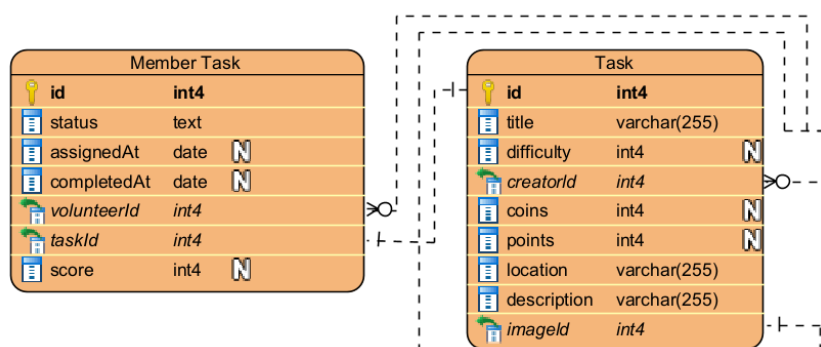 Member Task
id int4
status text
assignedAt date N
completedAt date N
volunteerId int4
taskId int4
score int4 N
Task
id int4
title varchar(255)
difficulty int4 N
creatorId int4
coins int4 N
points int4 N
location varchar(255)
description varchar(255)
imageId int4